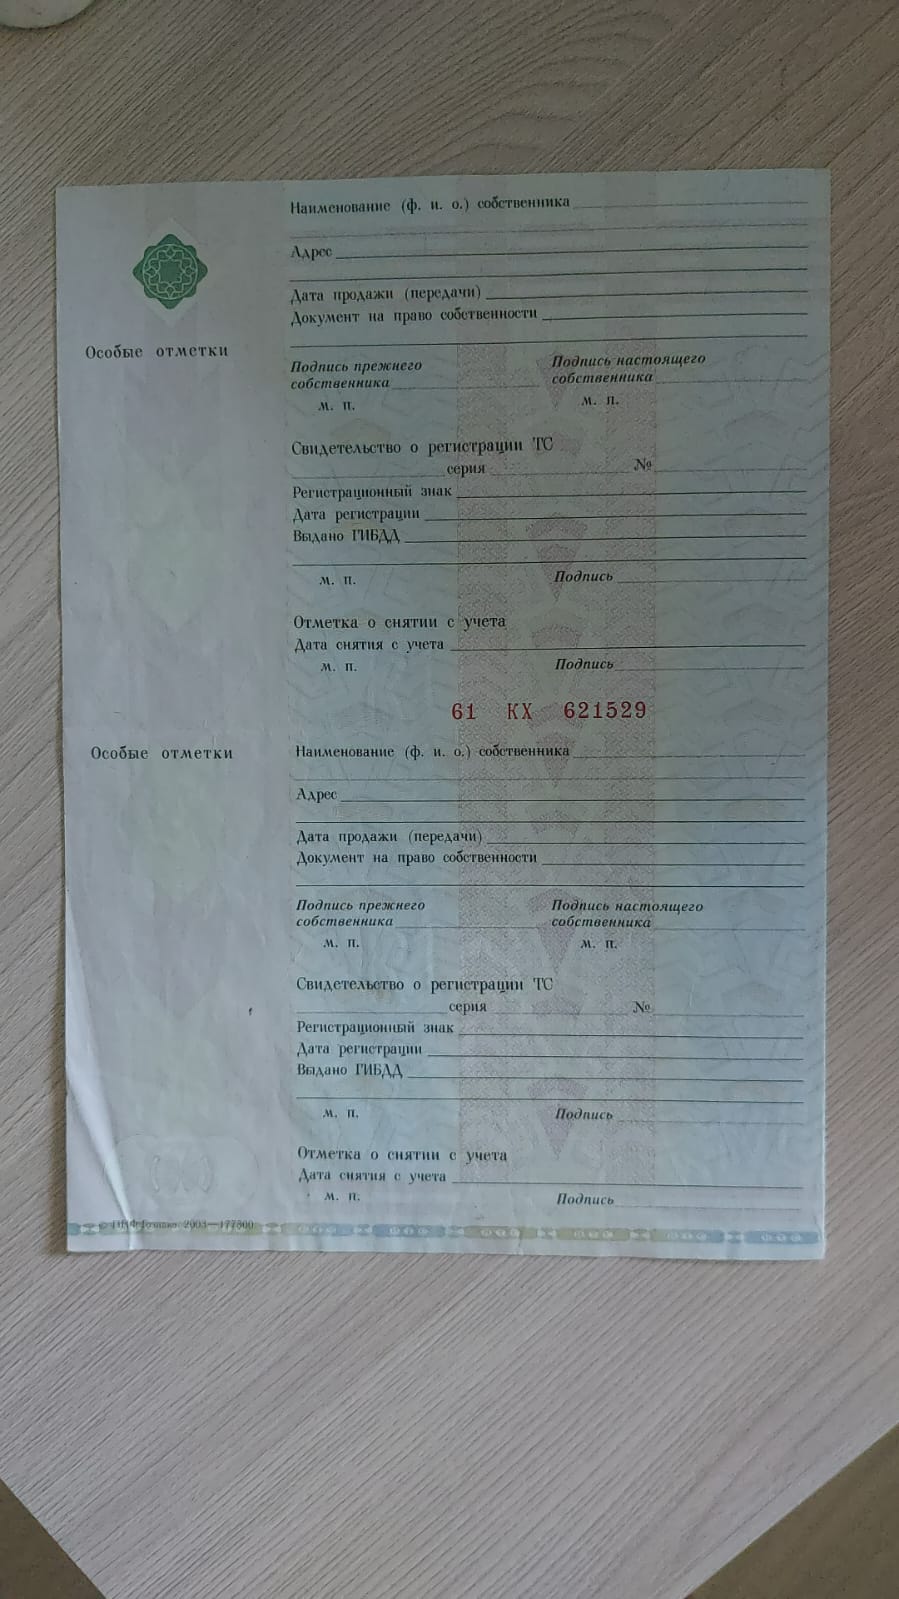 Наименование (ф. и. о.) собственника
Адрес
Дата продажи (передачи)
Документ на право собственности
Особые отметки
Подпись прежнего собственника
Подпись настоящего собственника
м. п.
м. п.
Свидетельство о регистрации ТС
серия №
Регистрационный знак
Дата регистрации
Выдано ГИБДД
м. п. Подпись
Отметка о снятии с учета
Дата снятия с учета
м. п. Подпись
61 КХ 621529
Особые отметки
Наименование (ф. и. о.) собственника
Адрес
Дата продажи (передачи)
Документ на право собственности
Подпись прежнего собственника
Подпись настоящего собственника
м. п.
м. п.
Свидетельство о регистрации ТС
серия №
Регистрационный знак
Дата регистрации
Выдано ГИБДД
м. п. Подпись
Отметка о снятии с учета
Дата снятия с учета
м. п. Подпись